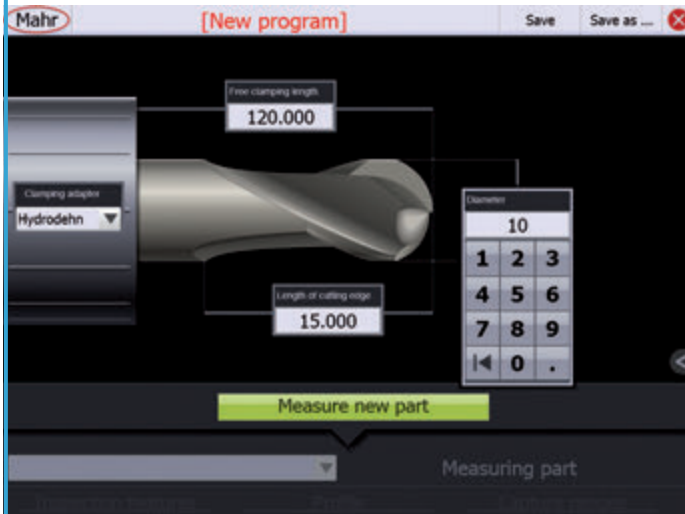 Mahr
[New program]
Save
Save as ...
Free clamping length
120.000
Clamping adapter
Hydrodehn
Diameter
10
1 2 3
4 5 6
7 8 9
0 .
Length of cutting edge
15.000
Measure new part
Measuring part
Profile